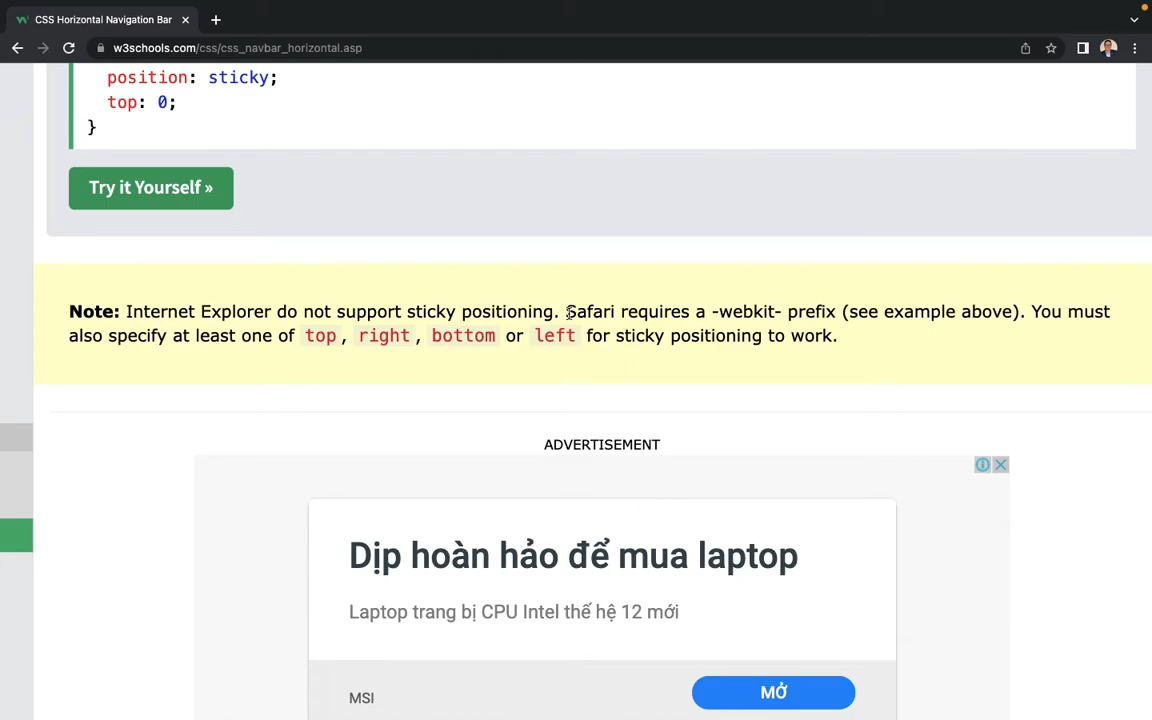 CSS Horizontal Navigation Bar
w3schools.com/css/css_navbar_horizontal.asp
position: sticky;
top: 0;
}
Try it Yourself »
Note: Internet Explorer do not support sticky positioning. Safari requires a -webkit- prefix (see example above). You must
also specify at least one of top, right, bottom or left for sticky positioning to work.
ADVERTISEMENT
Dịp hoàn hảo để mua laptop
Laptop trang bị CPU Intel thế hệ 12 mới
MSI
MỞ